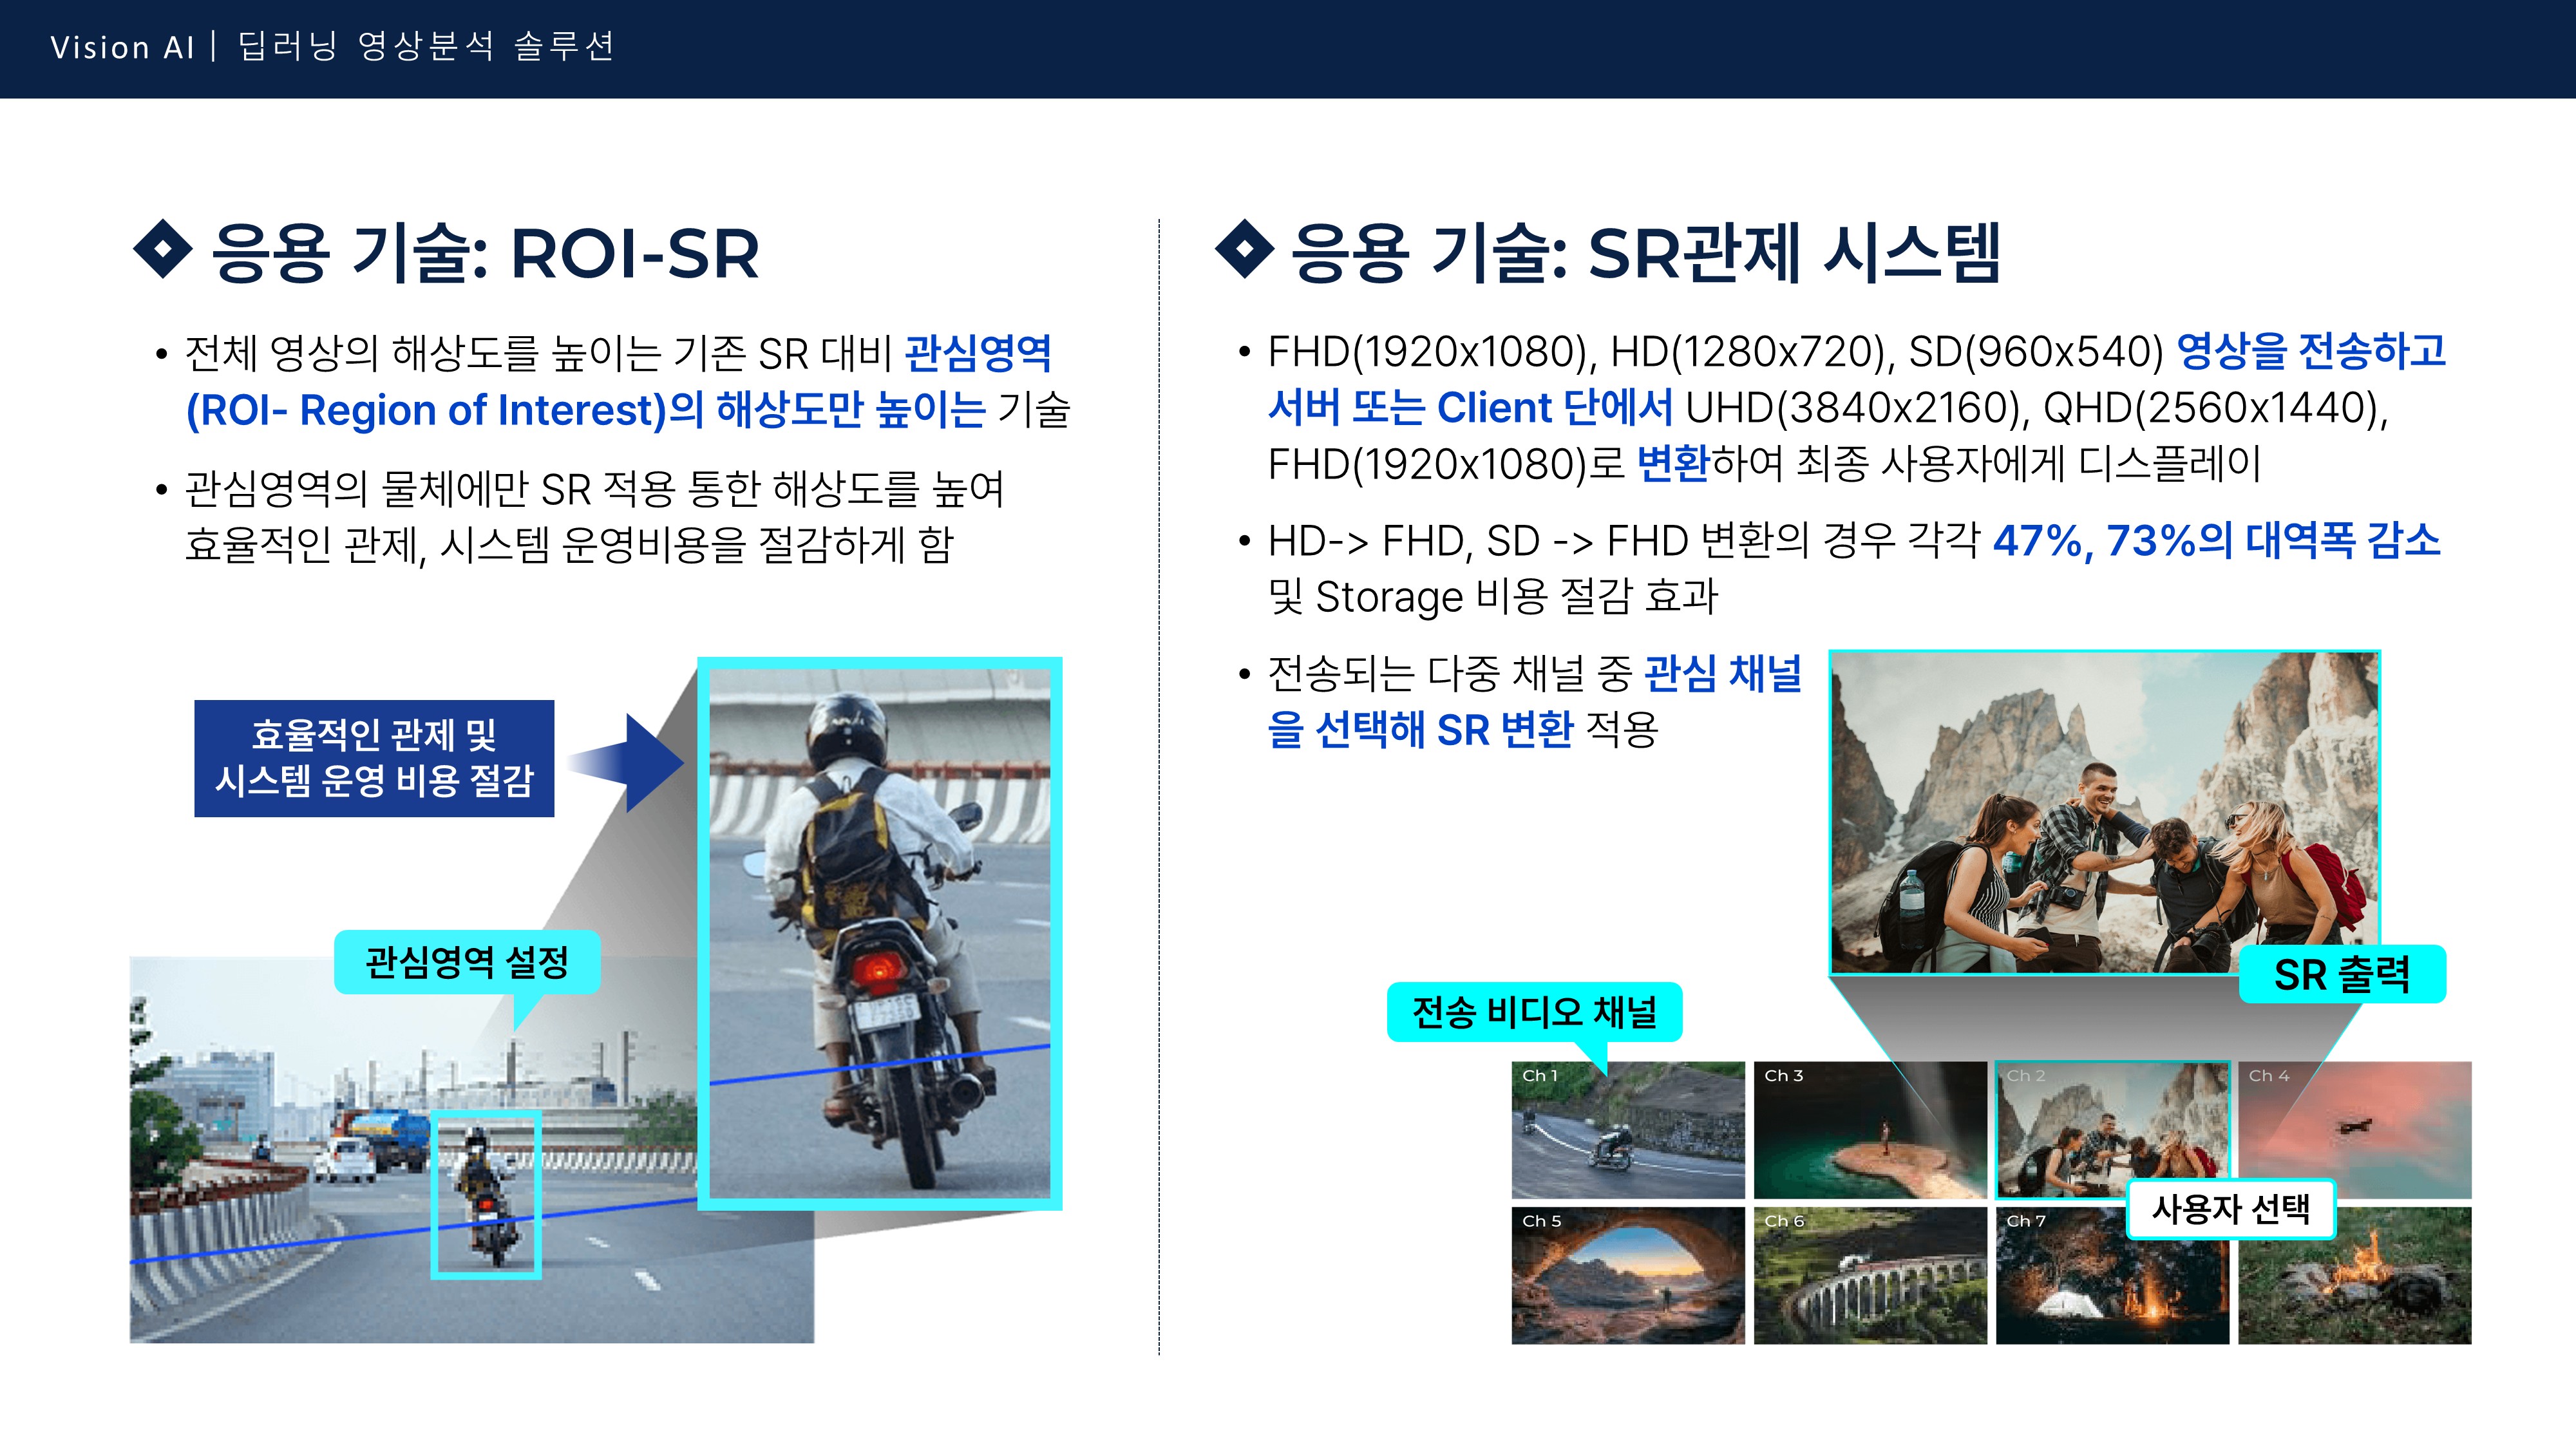 Vision AI | 딥러닝 영상분석 솔루션
응용 기술: ROI-SR
• 전체 영상의 해상도를 높이는 기존 SR 대비 관심영역
(ROI- Region of Interest)의 해상도만 높이는 기술
• 관심영역의 물체에만 SR 적용 통한 해상도를 높여
효율적인 관제, 시스템 운영비용을 절감하게 함
효율적인 관제 및
시스템 운영 비용 절감
관심영역 설정
응용 기술: SR관제 시스템
• FHD(1920x1080), HD(1280x720), SD(960x540) 영상을 전송하고
서버 또는 Client 단에서 UHD(3840x2160), QHD(2560x1440),
FHD(1920x1080)로 변환하여 최종 사용자에게 디스플레이
• HD-> FHD, SD -> FHD 변환의 경우 각각 47%, 73%의 대역폭 감소
및 Storage 비용 절감 효과
• 전송되는 다중 채널 중 관심 채널
을 선택해 SR 변환 적용
SR 출력
전송 비디오 채널
Ch 1
Ch 3
Ch 2
Ch 4
사용자 선택
Ch 5
Ch 6
Ch 7